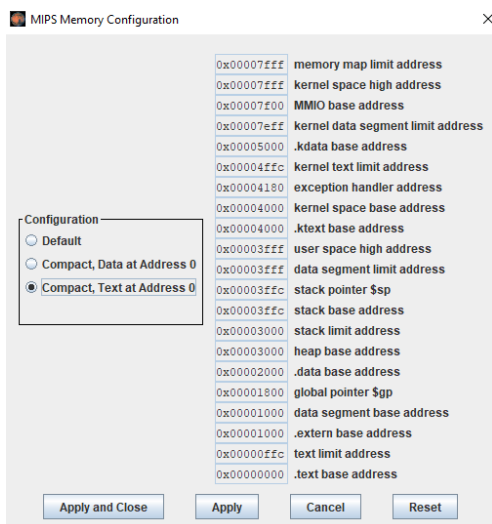 MIPS Memory Configuration
0x00007fff memory map limit address
0x00007fff kernel space high address
0x00007f00 MMIO base address
0x00007eff kernel data segment limit address
0x00005000 .kdata base address
0x00004ffc kernel text limit address
0x00004180 exception handler address
0x00004000 kernel space base address
0x00004000 .ktext base address
0x00003fff user space high address
0x00003fff data segment limit address
0x00003ffc stack pointer $sp
0x00003ffc stack base address
0x00003000 stack limit address
0x00003000 heap base address
0x00002000 .data base address
0x00001800 global pointer $gp
0x00001000 data segment base address
0x00001000 .extern base address
0x00000ffc text limit address
0x00000000 .text base address
Configuration
Default
Compact, Data at Address 0
Compact, Text at Address 0
Apply and Close Apply Cancel Reset